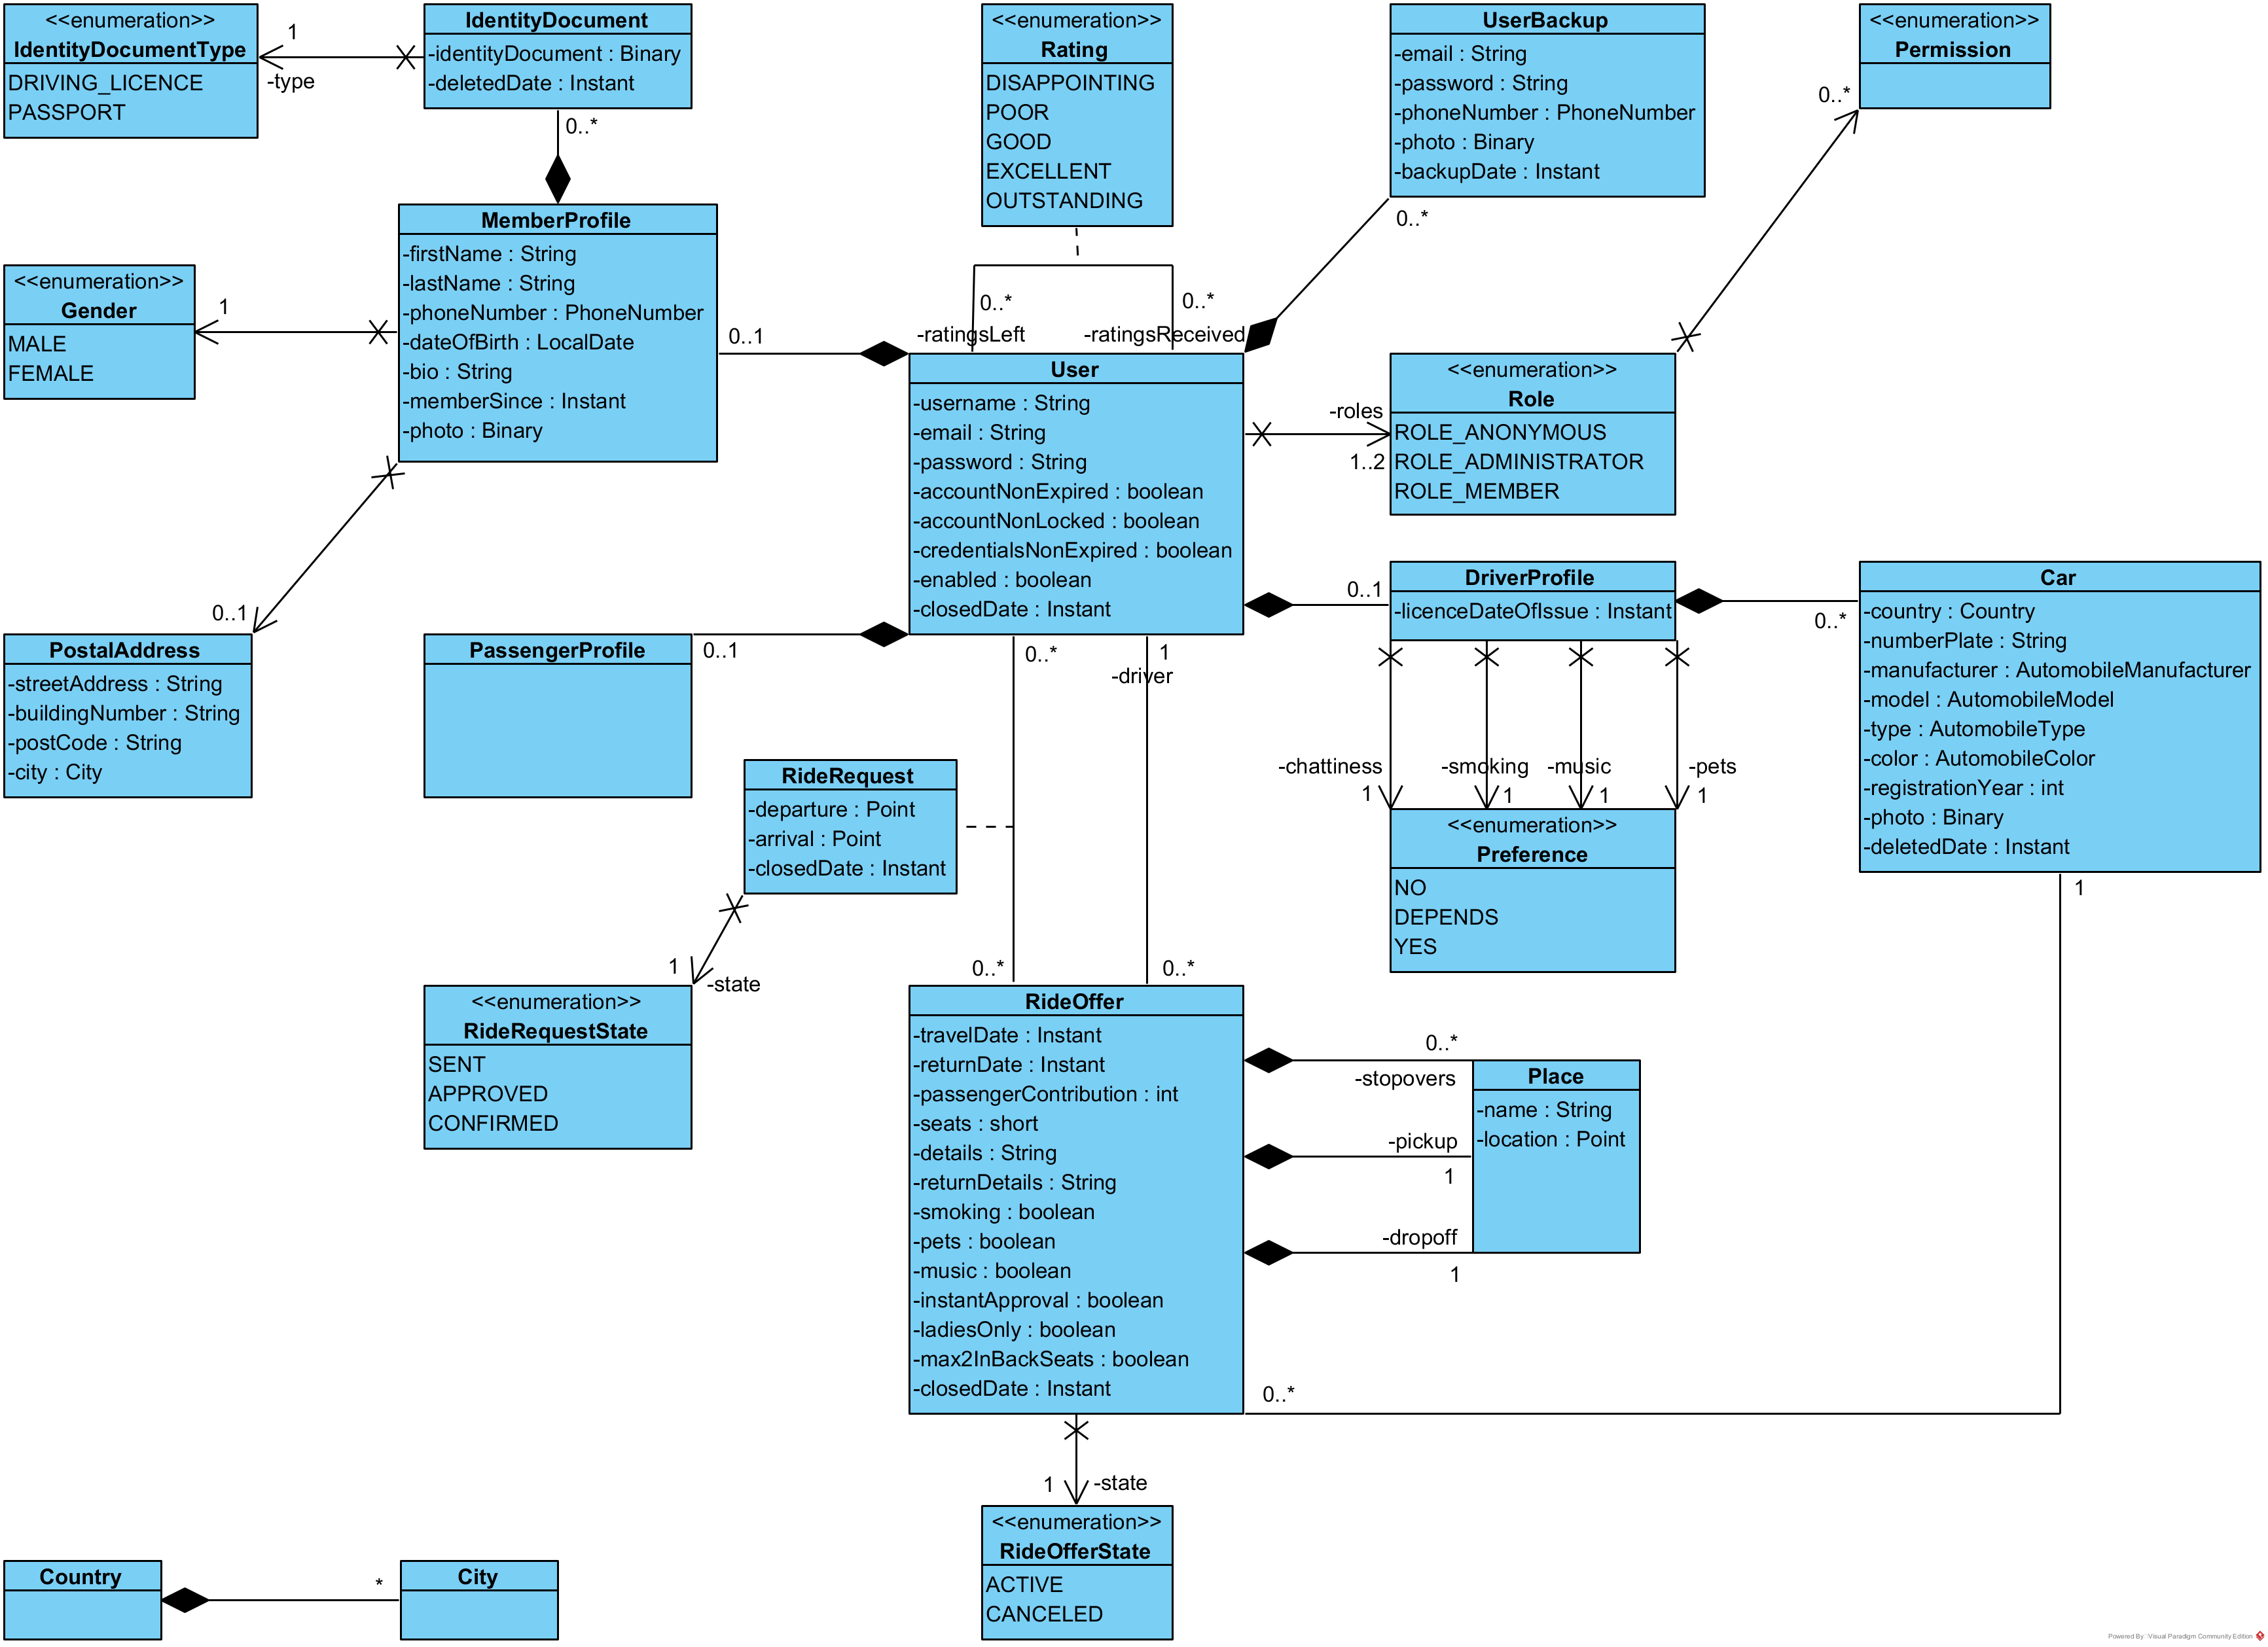 <<enumeration>>
IdentityDocumentType
DRIVING_LICENCE
PASSPORT
1
-type
IdentityDocument
-identityDocument : Binary
-deletedDate : Instant
0..*
<<enumeration>>
Rating
DISAPPOINTING
POOR
GOOD
EXCELLENT
OUTSTANDING
UserBackup
-email : String
-password : String
-phoneNumber : PhoneNumber
-photo : Binary
-backupDate : Instant
0..*
<<enumeration>>
Permission
0..*
<<enumeration>>
Gender
MALE
FEMALE
1
MemberProfile
-firstName : String
-lastName : String
-phoneNumber : PhoneNumber
-dateOfBirth : LocalDate
-bio : String
-memberSince : Instant
-photo : Binary
0..1
0..*
-ratingsLeft
0..*
-ratingsReceived
User
-username : String
-email : String
-password : String
-accountNonExpired : boolean
-accountNonLocked : boolean
-credentialsNonExpired : boolean
-enabled : boolean
-closedDate : Instant
-roles
1..2
<<enumeration>>
Role
ROLE_ANONYMOUS
ROLE_ADMINISTRATOR
ROLE_MEMBER
0..1
PostalAddress
-streetAddress : String
-buildingNumber : String
-postCode : String
-city : City
PassengerProfile
0..1
0..*
1
-driver
0..1
DriverProfile
-licenceDateOfIssue : Instant
0..*
Car
-country : Country
-numberPlate : String
-manufacturer : AutomobileManufacturer
-model : AutomobileModel
-type : AutomobileType
-color : AutomobileColor
-registrationYear : int
-photo : Binary
-deletedDate : Instant
1
RideRequest
-departure : Point
-arrival : Point
-closedDate : Instant
-chattiness
1
-smoking
1
-music
1
-pets
1
<<enumeration>>
Preference
NO
DEPENDS
YES
1
-state
<<enumeration>>
RideRequestState
SENT
APPROVED
CONFIRMED
0..*
0..*
RideOffer
-travelDate : Instant
-returnDate : Instant
-passengerContribution : int
-seats : short
-details : String
-returnDetails : String
-smoking : boolean
-pets : boolean
-music : boolean
-instantApproval : boolean
-ladiesOnly : boolean
-max2InBackSeats : boolean
-closedDate : Instant
0..*
-stopovers
-pickup
1
-dropoff
1
Place
-name : String
-location : Point
0..*
1
-state
<<enumeration>>
RideOfferState
ACTIVE
CANCELED
Country
*
City
Powered By Visual Paradigm Community Edition